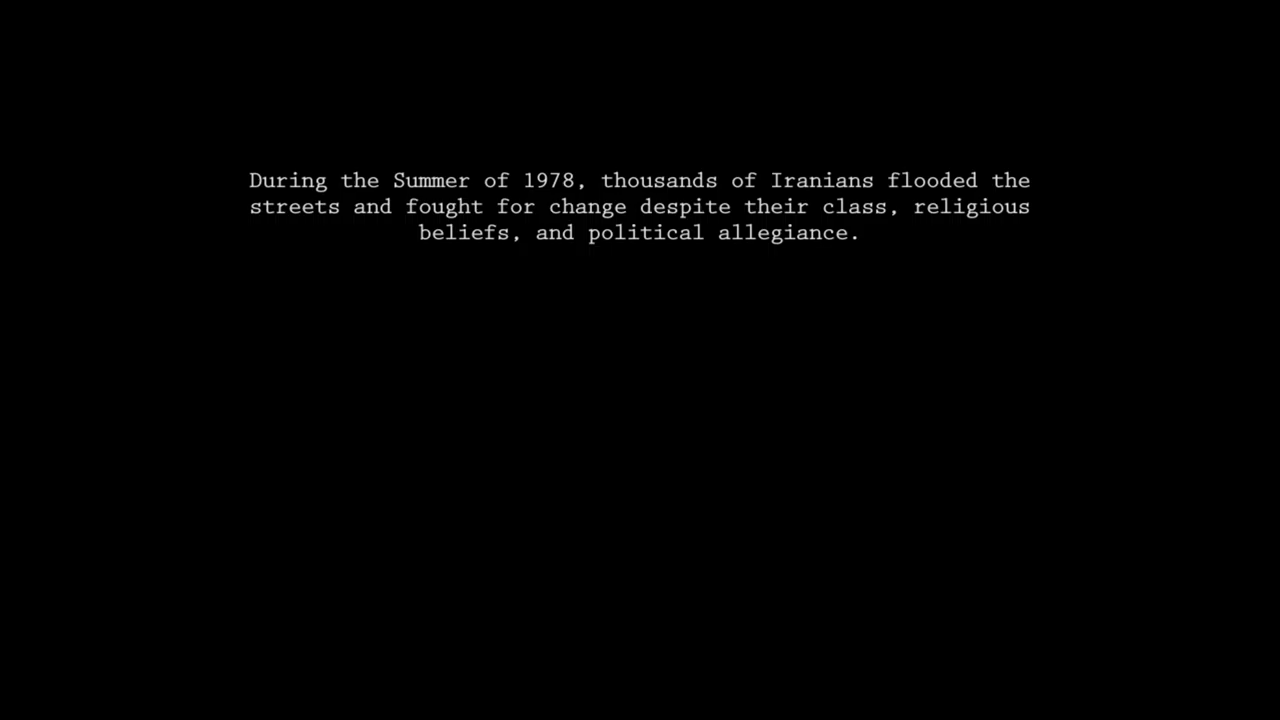 During the Summer of 1978, thousands of Iranians flooded the
streets and fought for change despite their class, religious
beliefs, and political allegiance.